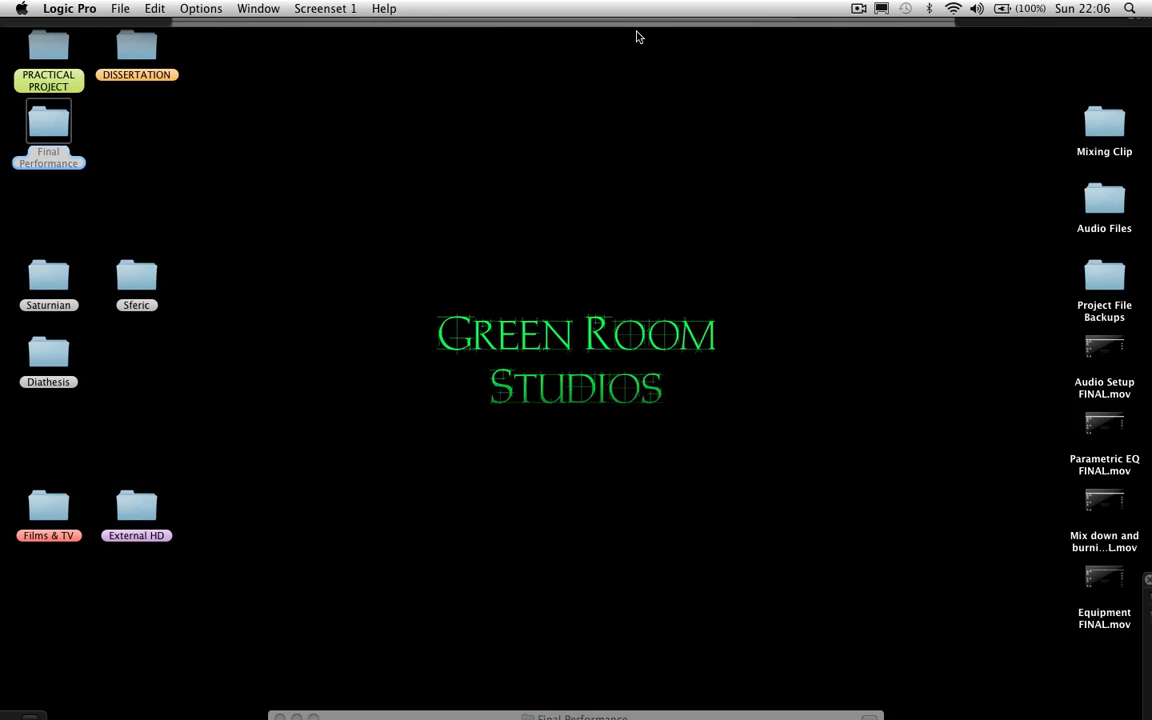 Logic Pro File Edit Options Window Screenset 1 Help (100%) Sun 22:06
PRACTICAL
PROJECT
DISSERTATION
Final
Performance
Saturnian
Sferic
Diathesis
Films & TV
External HD
GREEN ROOM
STUDIOS
Mixing Clip
Audio Files
Project File
Backups
Audio Setup
FINAL.mov
Parametric EQ
FINAL.mov
Mix down and
burni...L.mov
Equipment
FINAL.mov
Final Performance